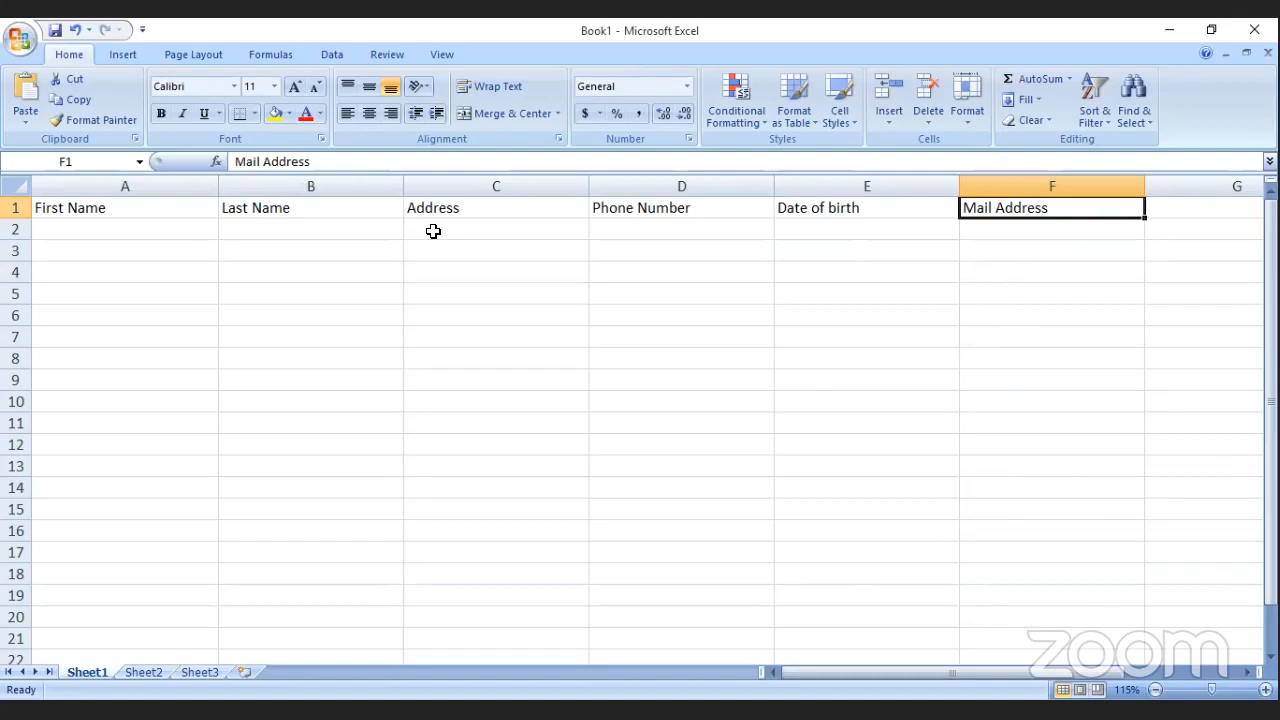 Book1 - Microsoft Excel
Home Insert Page Layout Formulas Data Review View
Paste
Cut
Copy
Format Painter
Clipboard
Calibri 11
B I U
Font
Wrap Text
Merge & Center
Alignment
General
$ % ,
Number
Conditional Formatting
Format as Table
Cell Styles
Styles
Insert
Delete
Format
Cells
Σ AutoSum
Fill
Clear
Sort & Filter
Find & Select
Editing
F1 fx Mail Address
A B C D E F G
1 First Name Last Name Address Phone Number Date of birth Mail Address
2
3
4
5
6
7
8
9
10
11
12
13
14
15
16
17
18
19
20
21
22
zoom
Sheet1 Sheet2 Sheet3
Ready 115%